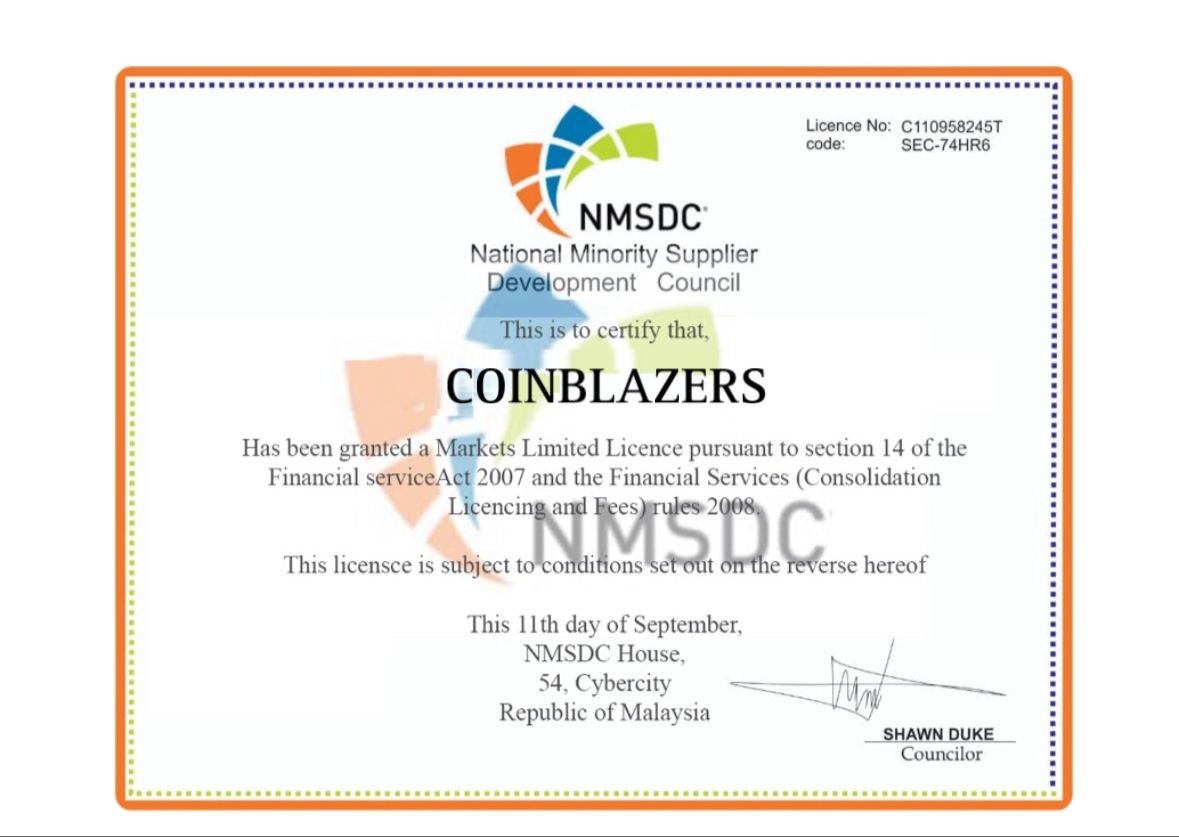 Licence No: C110958245T
code: SEC-74HR6
NMSDC®
National Minority Supplier
Development Council
This is to certify that,
COINBLAZERS
Has been granted a Markets Limited Licence pursuant to section 14 of the
Financial serviceAct 2007 and the Financial Services (Consolidation
Licencing and Fees) rules 2008.
NMSDC
This licensce is subject to conditions set out on the reverse hereof
This 11th day of September,
NMSDC House,
54, Cybercity
Republic of Malaysia
SHAWN DUKE
Councilor